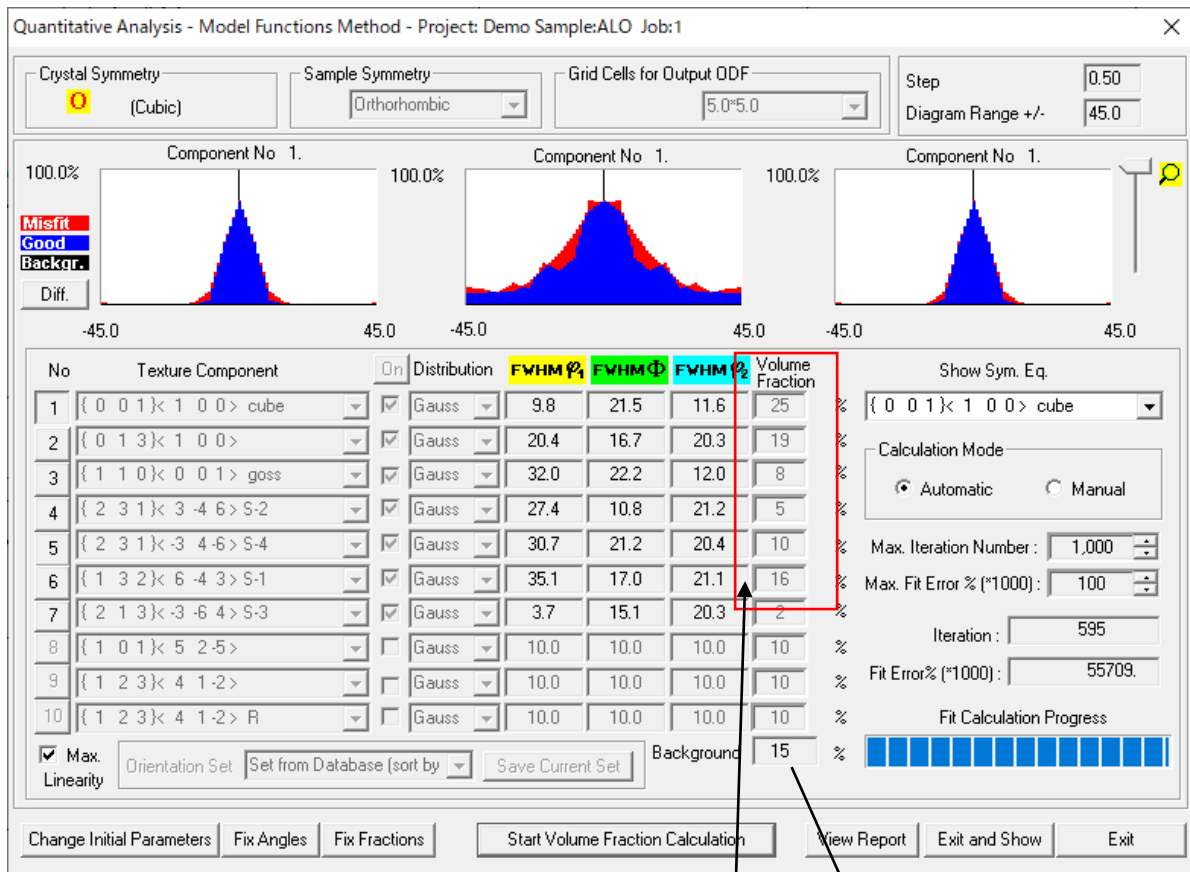 Quantitative Analysis - Model Functions Method - Project: Demo Sample:ALO Job:1
Crystal Symmetry
O (Cubic)
Sample Symmetry
Orthorhombic
Grid Cells for Output ODF
5.0*5.0
Step 0.50
Diagram Range +/- 45.0
Component No 1. Component No 1. Component No 1.
100.0% 100.0% 100.0%
Misfit
Good
Backgr.
Diff.
-45.0 45.0 -45.0 45.0 -45.0 45.0
No Texture Component On Distribution FWHM φ1 FWHM Φ FWHM φ2 Volume Fraction
1 { 0 0 1}< 1 0 0> cube Gauss 9.8 21.5 11.6 25 %
2 { 0 1 3}< 1 0 0> Gauss 20.4 16.7 20.3 19 %
3 { 1 1 0}< 0 0 1> goss Gauss 32.0 22.2 12.0 8 %
4 { 2 3 1}< 3 -4 6> S-2 Gauss 27.4 10.8 21.2 5 %
5 { 2 3 1}< -3 4 -6> S-4 Gauss 30.7 21.2 20.4 10 %
6 { 1 3 2}< 6 -4 3> S-1 Gauss 35.1 17.0 21.1 16 %
7 { 2 1 3}< -3 -6 4> S-3 Gauss 3.7 15.1 20.3 2 %
8 { 1 0 1}< 5 2 -5> Gauss 10.0 10.0 10.0 10 %
9 { 1 2 3}< 4 1 -2> Gauss 10.0 10.0 10.0 10 %
10 { 1 2 3}< 4 1 -2> R Gauss 10.0 10.0 10.0 10 %
Max. Linearity
Orientation Set Set from Database (sort by Save Current Set
Background 15 %
Show Sym. Eq.
{ 0 0 1}< 1 0 0> cube
Calculation Mode
Automatic Manual
Max. Iteration Number : 1,000
Max. Fit Error % (*1000) : 100
Iteration : 595
Fit Error% (*1000) : 55709.
Fit Calculation Progress
Change Initial Parameters Fix Angles Fix Fractions Start Volume Fraction Calculation View Report Exit and Show Exit